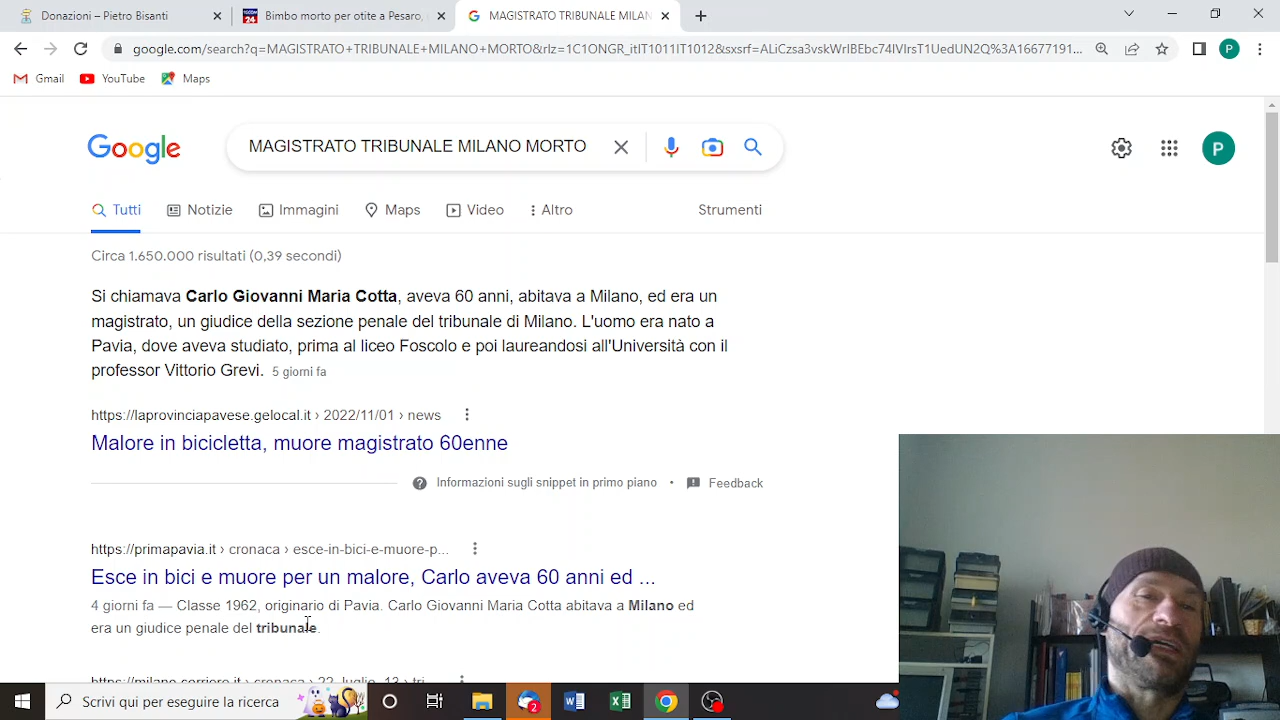 Donazioni – Pietro Bisanti
Bimbo morto per otite a Pesaro,
MAGISTRATO TRIBUNALE MILAN
google.com/search?q=MAGISTRATO+TRIBUNALE+MILANO+MORTO&rlz=1C1ONGR_itIT1011IT1012&sxsrf=ALiCzsa3vskWrIBEbc74IVIrsT1UedUN2Q%3A16677191...
Gmail YouTube Maps
Google MAGISTRATO TRIBUNALE MILANO MORTO P
Tutti Notizie Immagini Maps Video Altro Strumenti
Circa 1.650.000 risultati (0,39 secondi)
Si chiamava Carlo Giovanni Maria Cotta, aveva 60 anni, abitava a Milano, ed era un
magistrato, un giudice della sezione penale del tribunale di Milano. L'uomo era nato a
Pavia, dove aveva studiato, prima al liceo Foscolo e poi laureandosi all'Università con il
professor Vittorio Grevi. 5 giorni fa
https://laprovinciapavese.gelocal.it › 2022/11/01 › news
Malore in bicicletta, muore magistrato 60enne
Informazioni sugli snippet in primo piano • Feedback
https://primapavia.it › cronaca › esce-in-bici-e-muore-p...
Esce in bici e muore per un malore, Carlo aveva 60 anni ed ...
4 giorni fa — Classe 1962, originario di Pavia. Carlo Giovanni Maria Cotta abitava a Milano ed
era un giudice penale del tribunale.
https://milano.corriere.it › cronaca › 22_luglio_13 › tri...
Scrivi qui per eseguire la ricerca